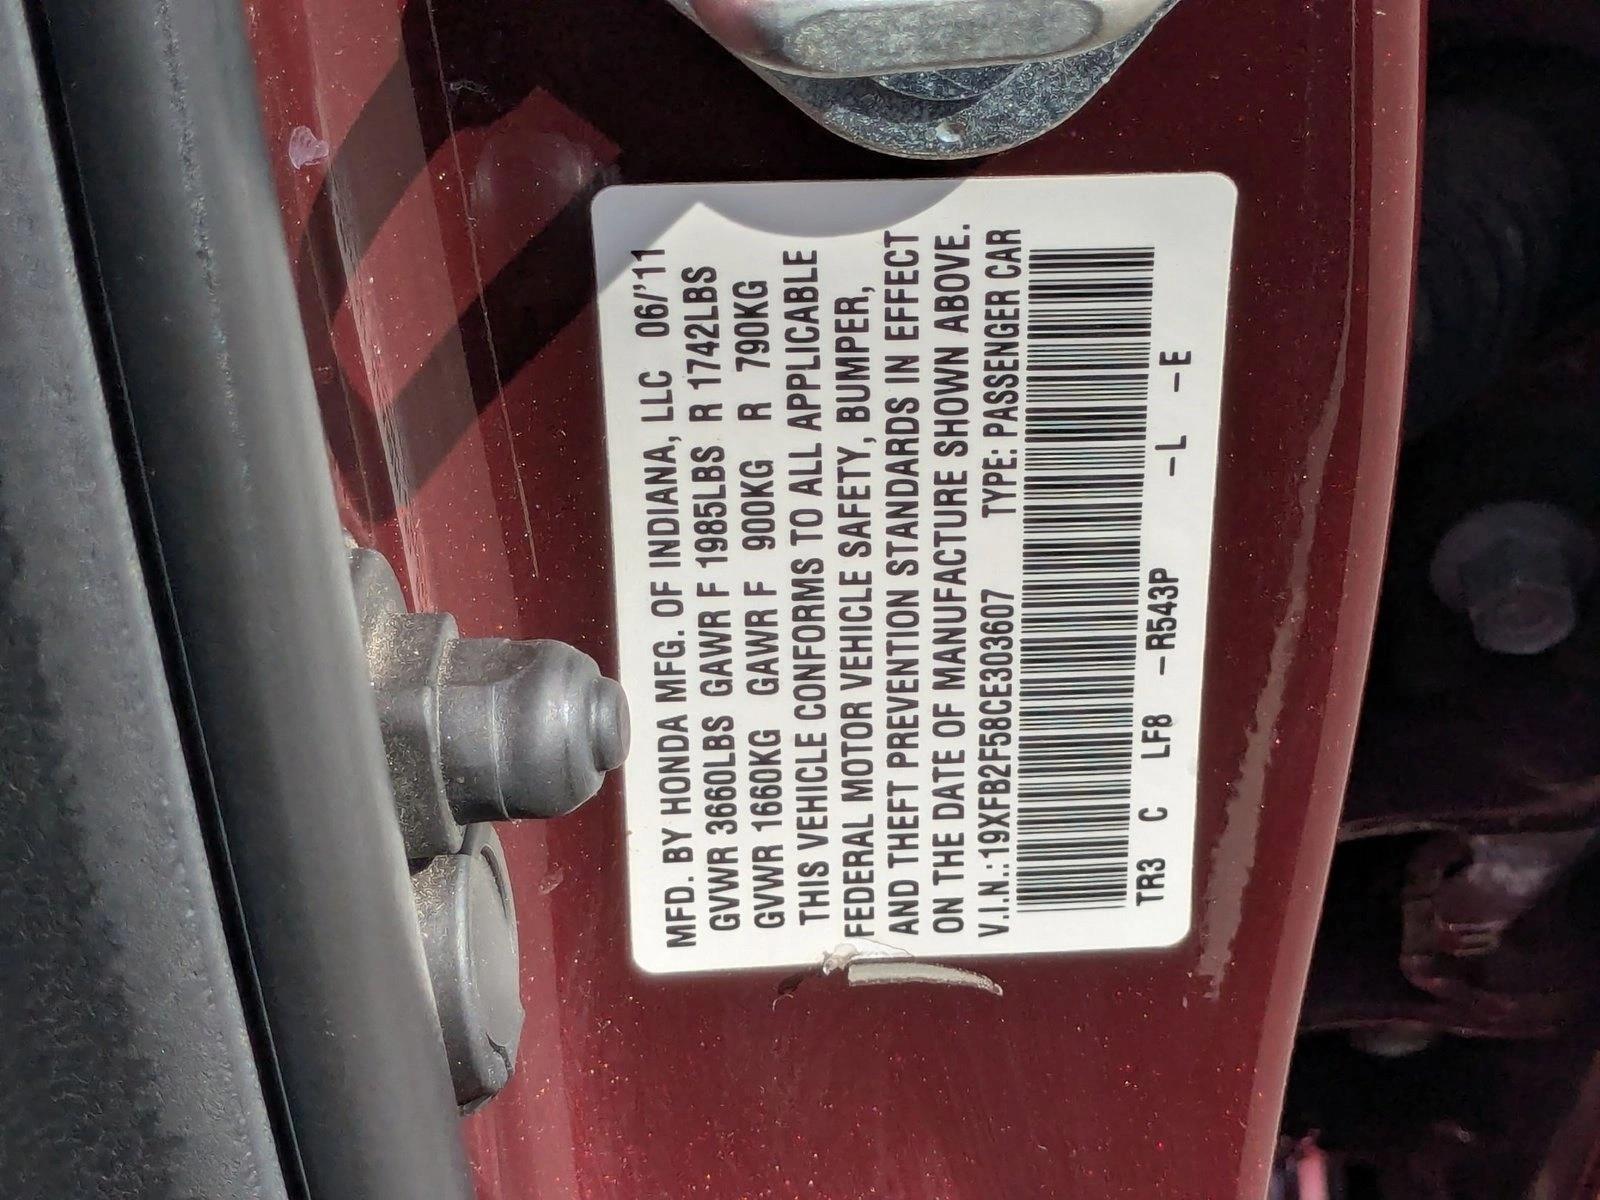 MFD. BY HONDA MFG. OF INDIANA, LLC 06/'11
GVWR 3660LBS GAWR F 1985LBS R 1742LBS
GVWR 1660KG GAWR F 900KG R 790KG
THIS VEHICLE CONFORMS TO ALL APPLICABLE
FEDERAL MOTOR VEHICLE SAFETY, BUMPER,
AND THEFT PREVENTION STANDARDS IN EFFECT
ON THE DATE OF MANUFACTURE SHOWN ABOVE.
V.I.N.:19XFB2F58CE303607 TYPE: PASSENGER CAR
TR3 C LF8 -R543P -L -E